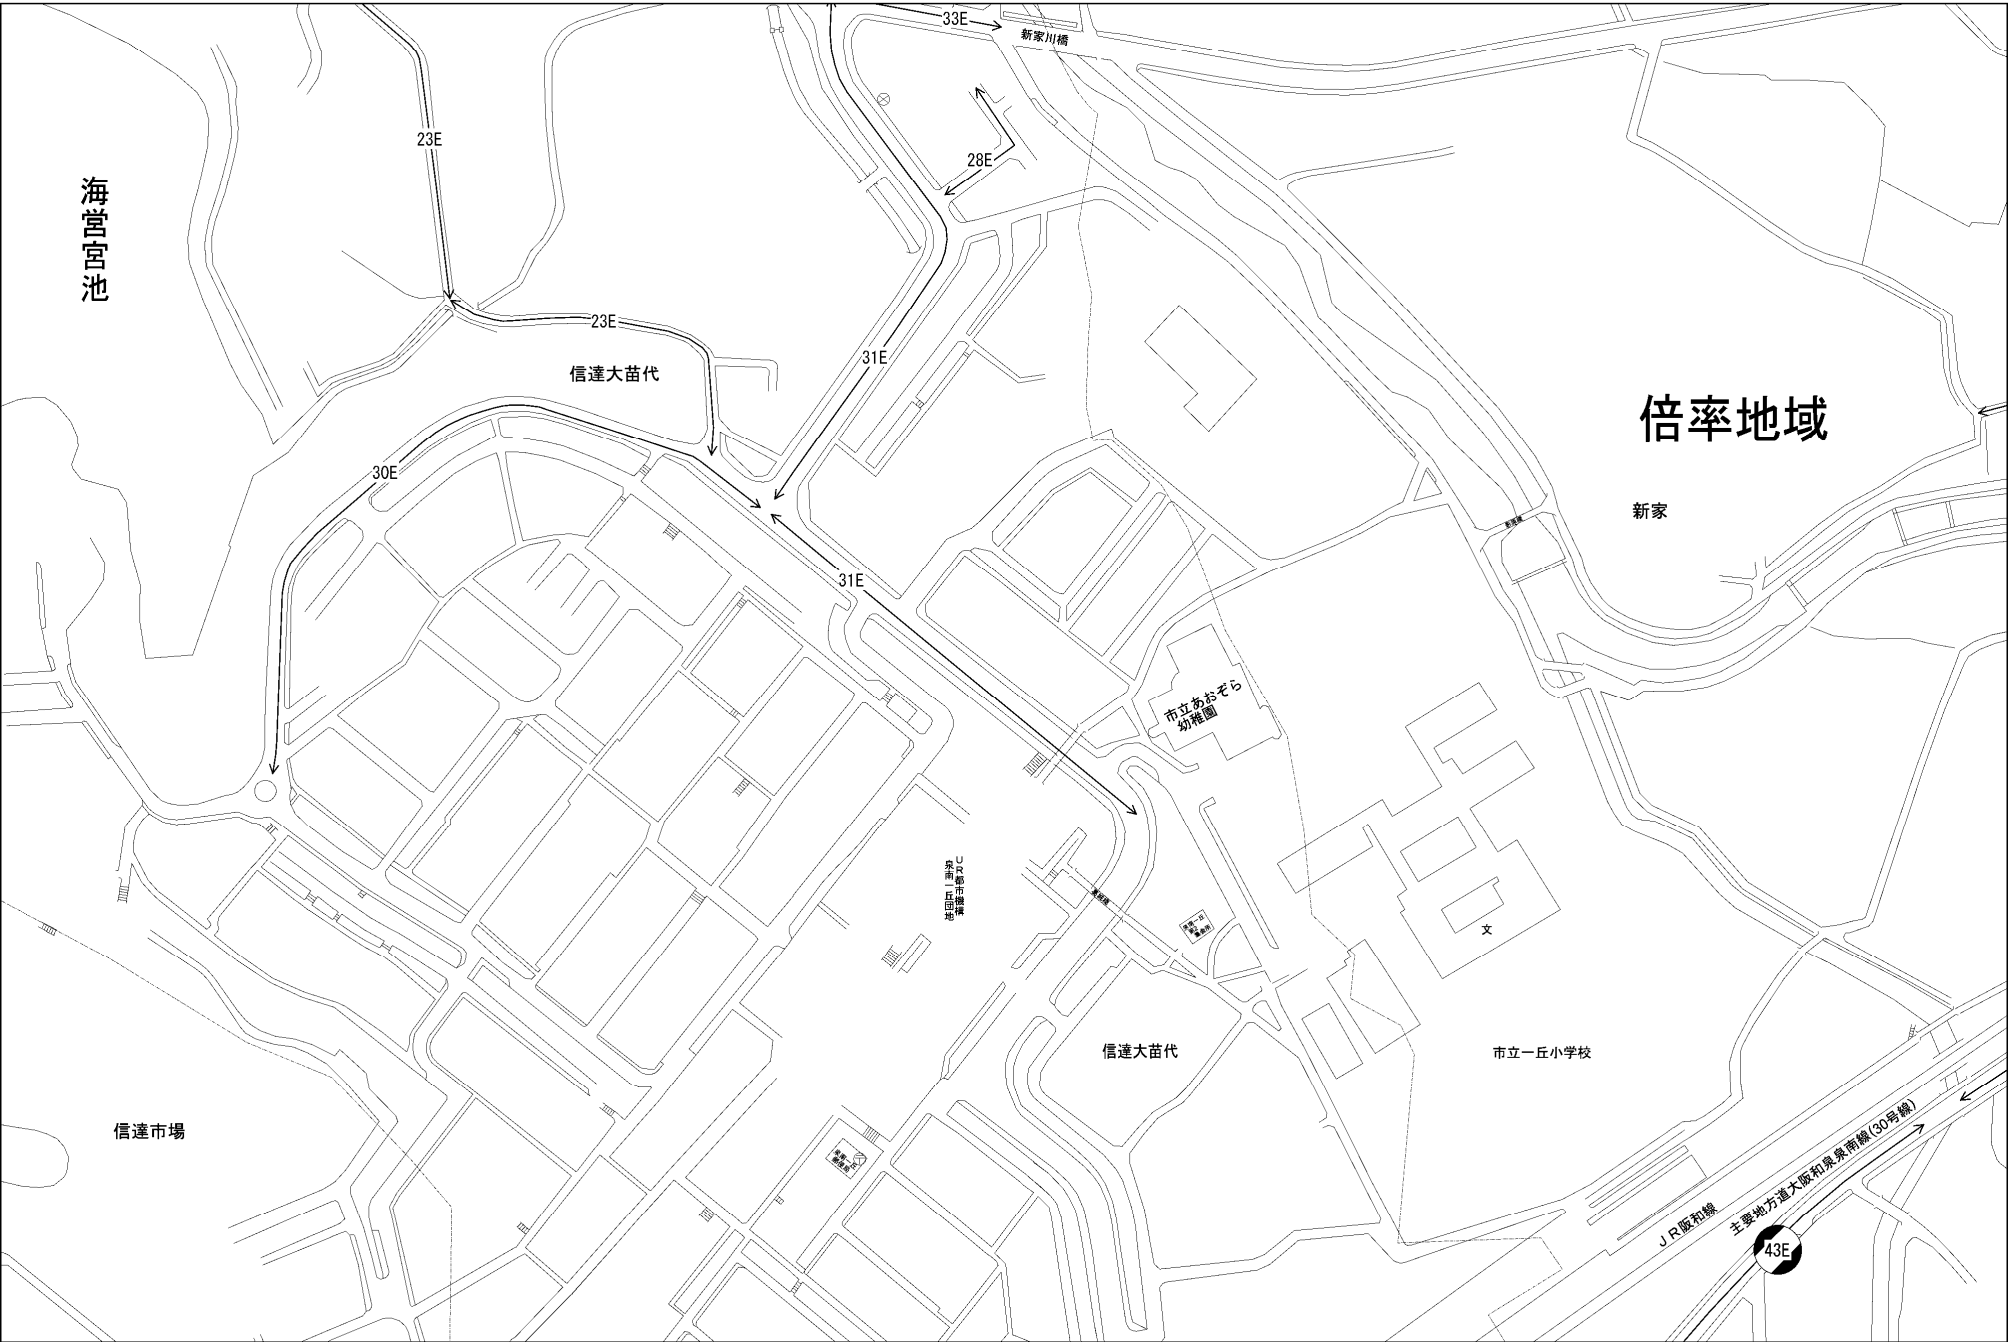 33E
新家川橋
23E
28E
海営宮池
23E
31E
信達大苗代
倍率地域
30E
新家
31E
市立あおぞら
幼稚園
UR都市機構
泉南一丘団地
文
信達大苗代
市立一丘小学校
信達市場
主要地方道大阪和泉泉南線(30号線)
JR阪和線
43E